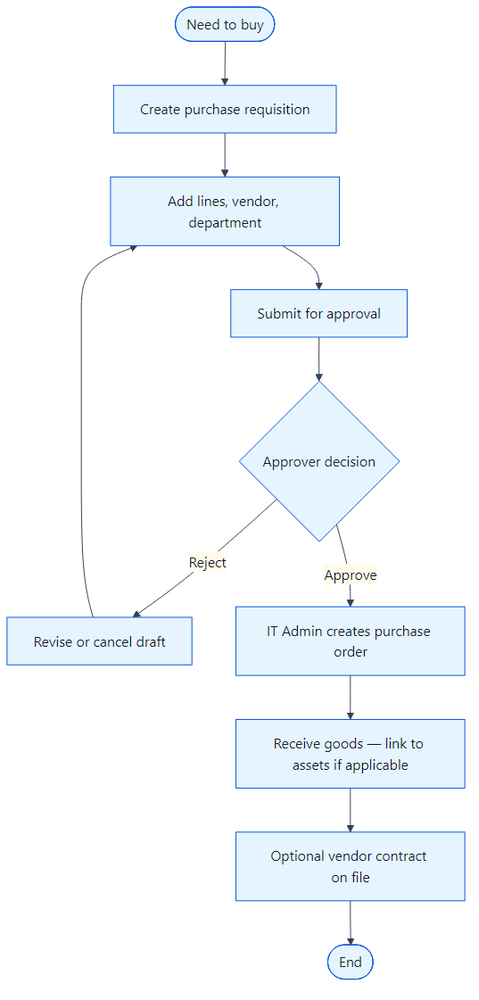 Need to buy
Create purchase requisition
Add lines, vendor,
department
Submit for approval
Approver decision
Reject
Approve
Revise or cancel draft
IT Admin creates purchase
order
Receive goods — link to
assets if applicable
Optional vendor contract
on file
End